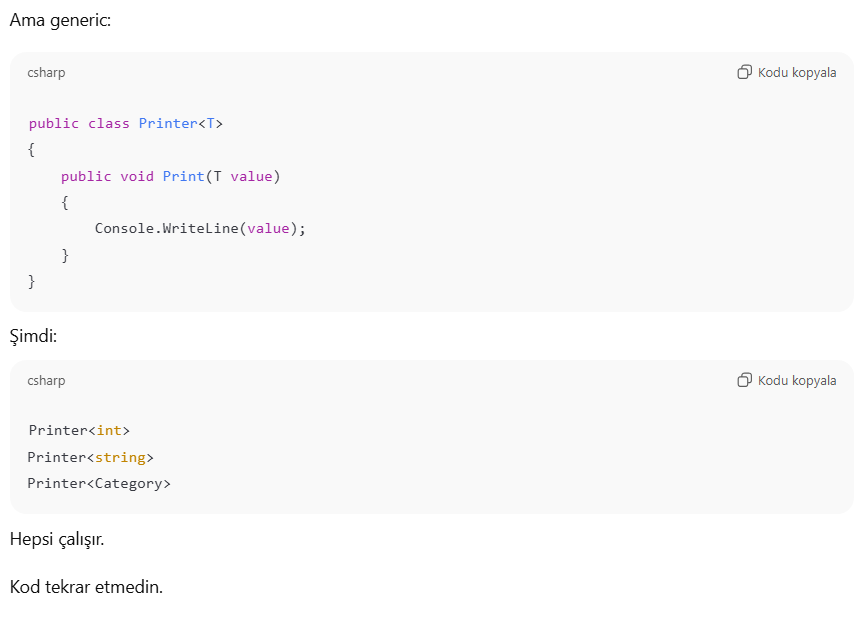 Ama generic:
csharp
Kodu kopyala
public class Printer<T>
{
    public void Print(T value)
    {
        Console.WriteLine(value);
    }
}
Şimdi:
csharp
Kodu kopyala
Printer<int>
Printer<string>
Printer<Category>
Hepsi çalışır.
Kod tekrar etmedin.